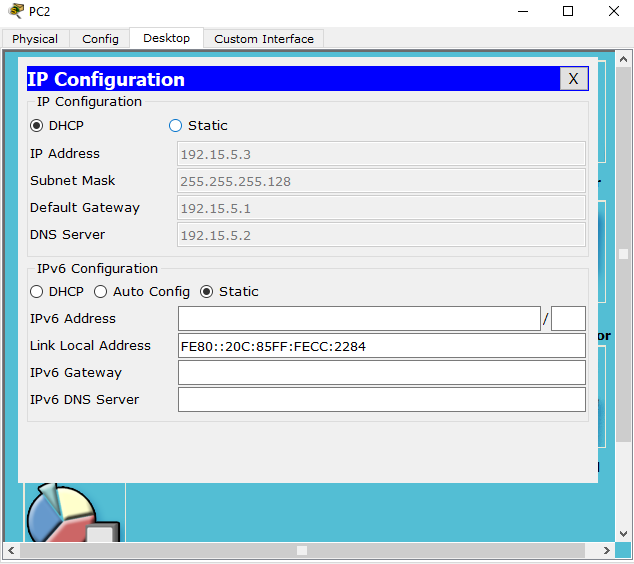 PC2
Physical Config Desktop Custom Interface
IP Configuration X
IP Configuration
DHCP Static
IP Address 192.15.5.3
Subnet Mask 255.255.255.128
Default Gateway 192.15.5.1
DNS Server 192.15.5.2
IPv6 Configuration
DHCP Auto Config Static
IPv6 Address /
Link Local Address FE80::20C:85FF:FECC:2284
IPv6 Gateway
IPv6 DNS Server